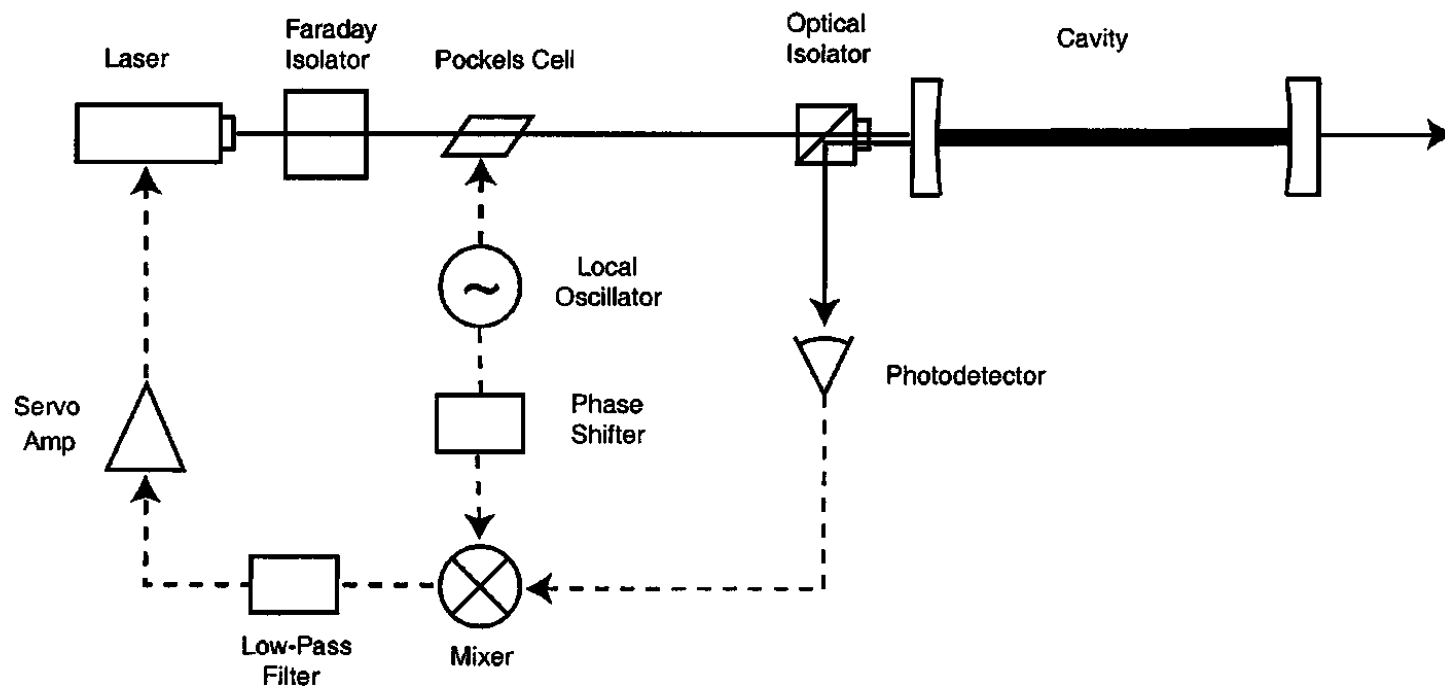 Laser
Faraday
Isolator
Pockels Cell
Optical
Isolator
Cavity
~
Local
Oscillator
Photodetector
Servo
Amp
Phase
Shifter
Low-Pass
Filter
Mixer